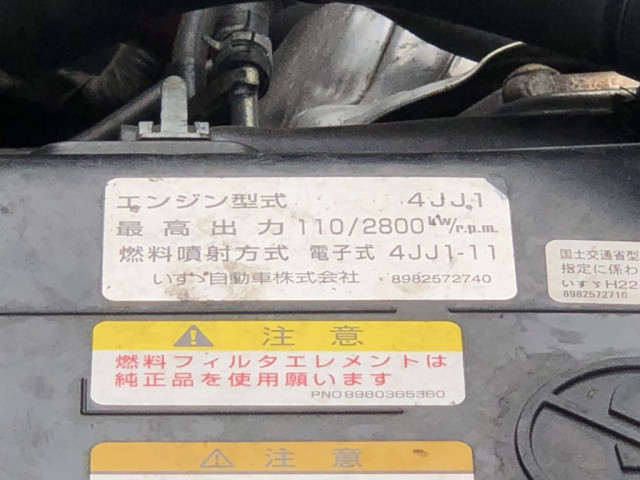 エンジン型式 4JJ1
最高出力 110/2800 kW/r.p.m.
燃料噴射方式 電子式 4JJ1-11
いすゞ自動車株式会社 8982572740
国土交通省型
指定に係わ
いすゞH22-
8982572710
注意
燃料フィルタエレメントは
純正品を使用願います
PNO8980365360
注意